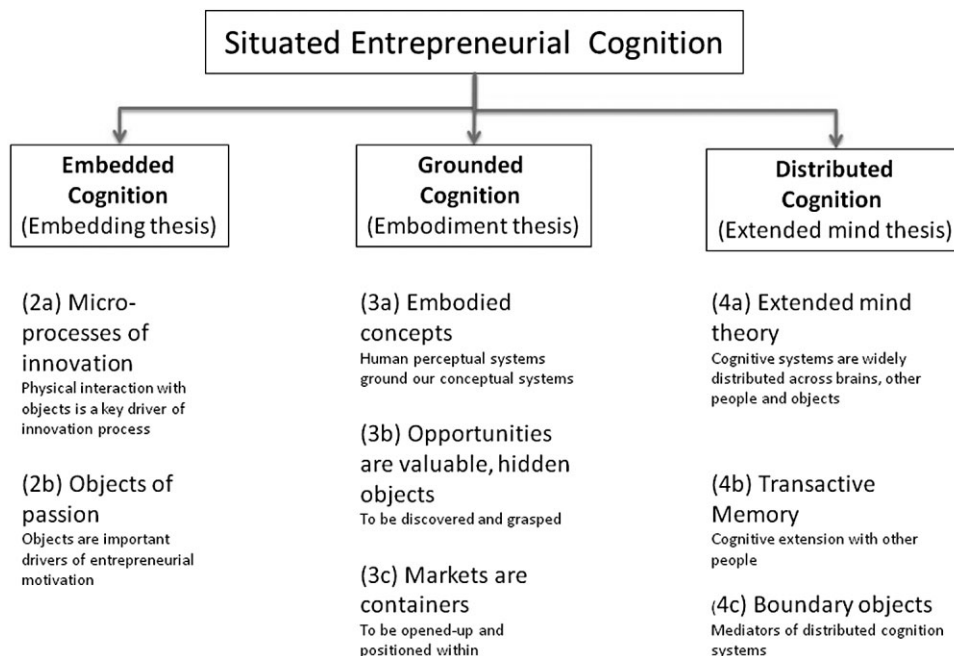 Situated Entrepreneurial Cognition
Embedded
Cognition
(Embedding thesis)
(2a) Micro-
processes of
innovation
Physical interaction with
objects is a key driver of
innovation process
(2b) Objects of
passion
Objects are important
drivers of entrepreneurial
motivation
Grounded
Cognition
(Embodiment thesis)
(3a) Embodied
concepts
Human perceptual systems
ground our conceptual systems
(3b) Opportunities
are valuable, hidden
objects
To be discovered and grasped
(3c) Markets are
containers
To be opened-up and
positioned within
Distributed
Cognition
(Extended mind thesis)
(4a) Extended mind
theory
Cognitive systems are widely
distributed across brains, other
people and objects
(4b) Transactive
Memory
Cognitive extension with other
people
(4c) Boundary objects
Mediators of distributed cognition
systems